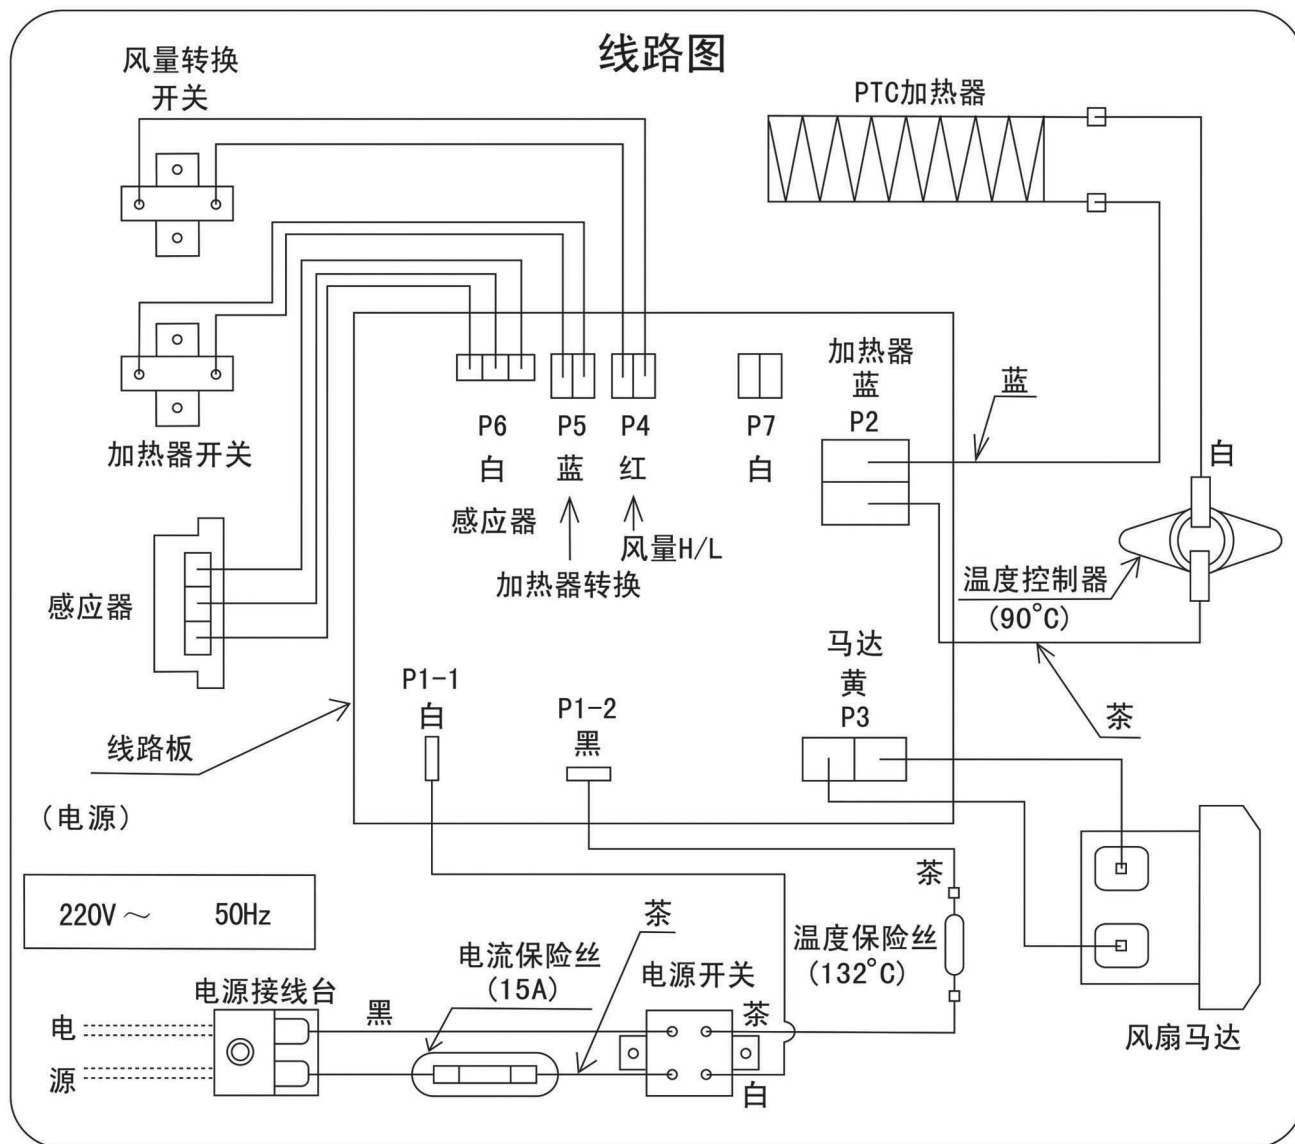 线路图
风量转换
开关
PTC加热器
加热器开关
P6
白
感应器
P5
蓝
加热器转换
P4
红
风量H/L
P7
白
加热器
蓝
P2
蓝
白
温度控制器
(90°C)
茶
感应器
线路板
P1-1
白
P1-2
黑
马达
黄
P3
(电源)
220V～ 50Hz
茶
温度保险丝
(132°C)
茶
电流保险丝
(15A)
电源开关
电源接线台
黑
茶
白
电
源
风扇马达